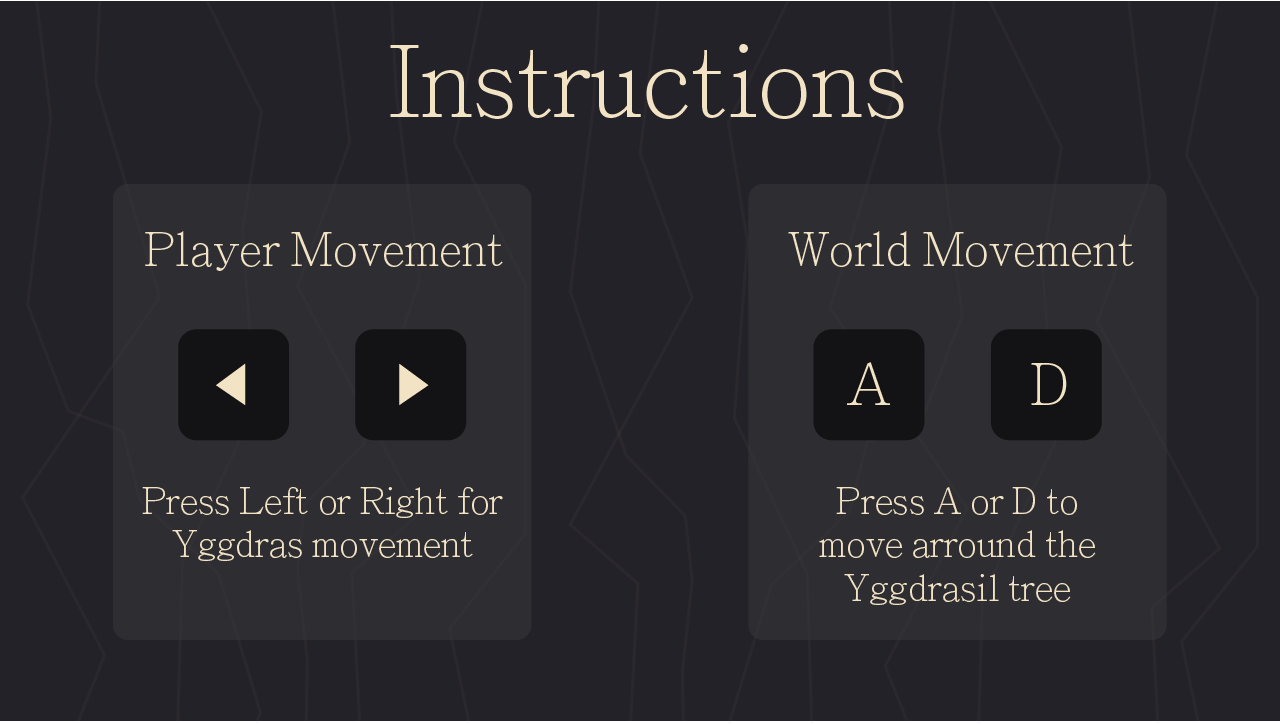 Instructions
Player Movement
World Movement
A
D
Press Left or Right for
Yggdras movement
Press A or D to
move arround the
Yggdrasil tree